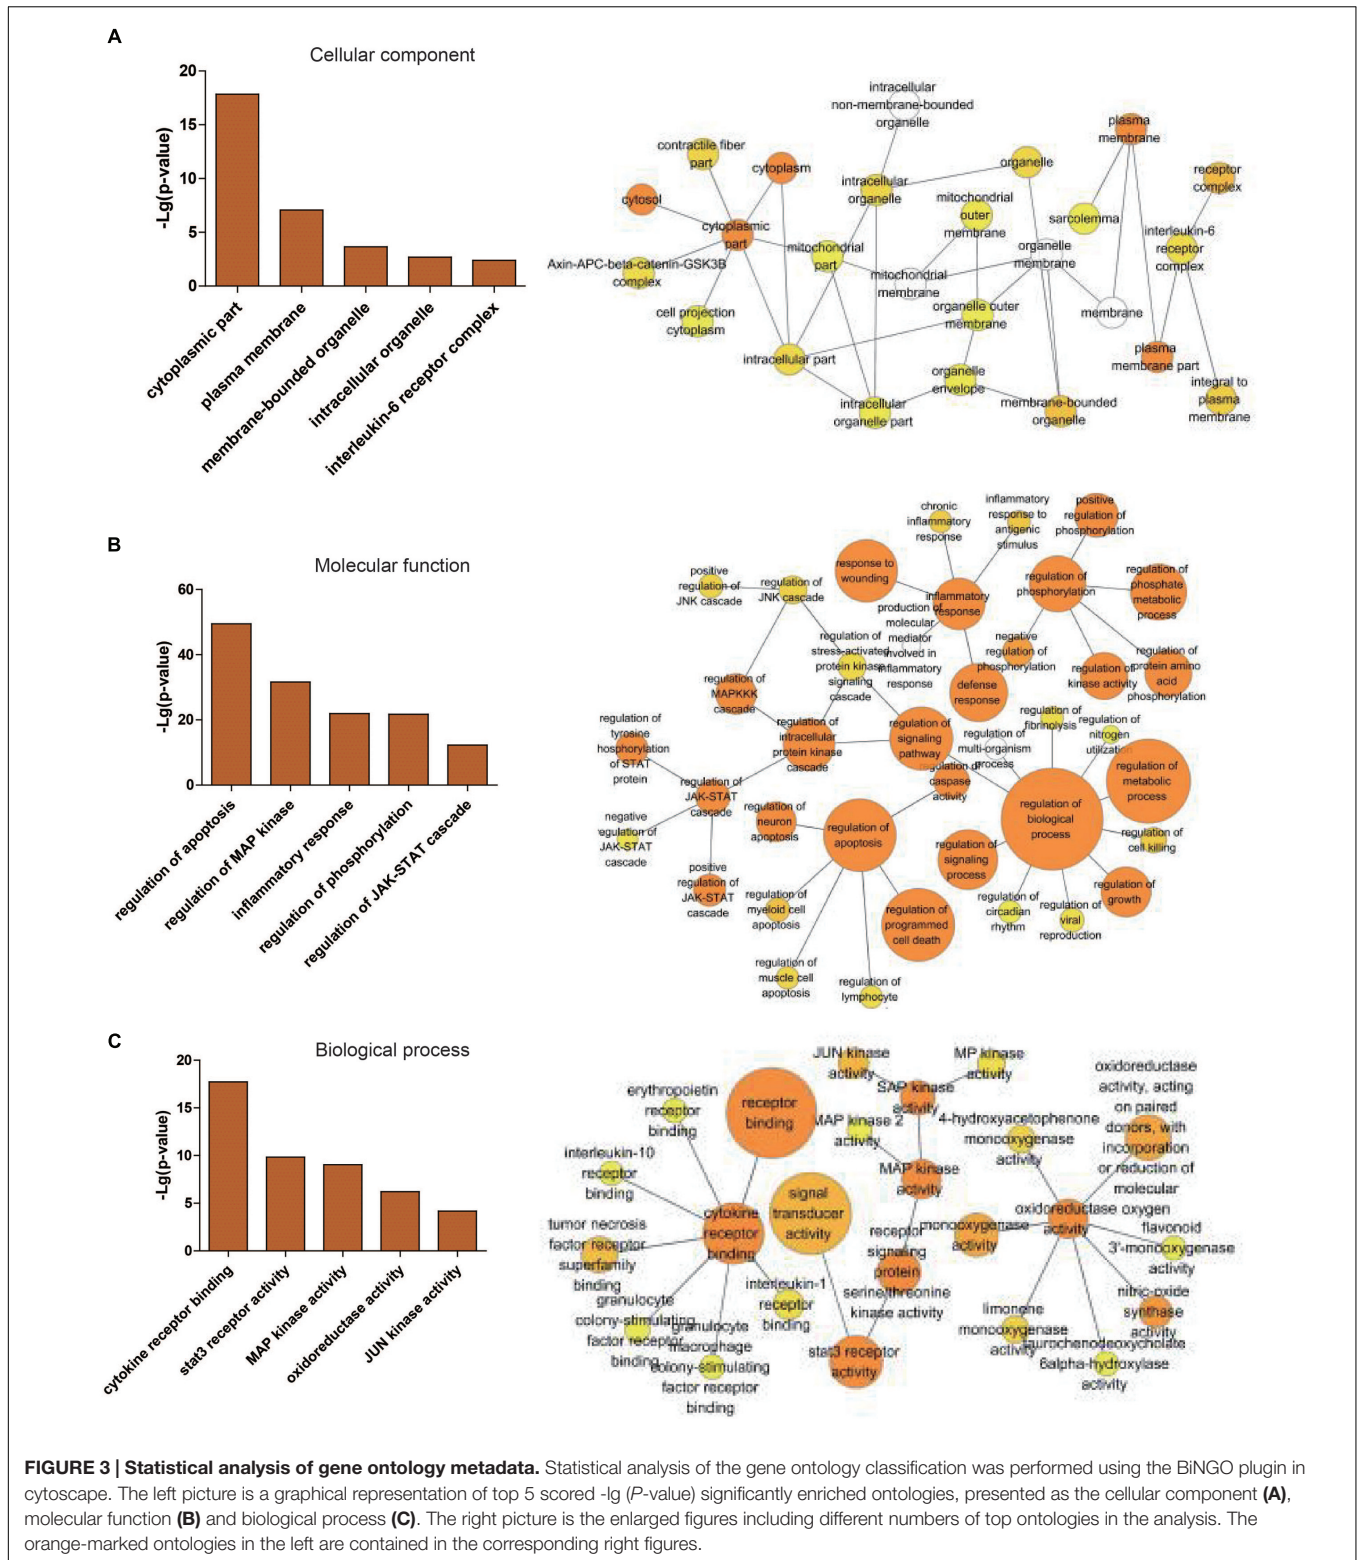 A
Cellular component
-Lg(p-value)
20
15
10
5
0
cytoplasmic part
plasma membrane
membrane-bounded organelle
intracellular organelle
interleukin-6 receptor complex
intracellular
non-membrane-bounded
organelle
contractile fiber
part
cytoplasm
cytosol
cytoplasmic
part
Axin-APC-beta-catenin-GSK3B
complex
cell projection
cytoplasm
intracellular
organelle
organelle
mitochondrial
outer
membrane
mitochondrial
part
mitochondrial
membrane
organelle
membrane
organelle outer
membrane
intracellular part
organelle
envelope
intracellular
organelle part
membrane-bounded
organelle
plasma
membrane
receptor
complex
sarcolemma
interleukin-6
receptor
complex
membrane
plasma
membrane part
integral to
plasma
membrane
B
Molecular function
-Lg(p-value)
60
40
20
0
regulation of apoptosis
regulation of MAP kinase
inflammatory response
regulation of phosphorylation
regulation of JAK-STAT cascade
chronic
inflammatory
response
inflammatory
response to
antigenic
stimulus
positive
regulation of
phosphorylation
response to
wounding
positive
regulation of
JNK cascade
regulation of
JNK cascade
inflammatory
response
production of
molecular
mediator
involved in
inflammatory
response
regulation of
phosphorylation
regulation of
phosphate
metabolic
process
regulation of
stress-activated
protein kinase
signaling
cascade
negative
regulation of
phosphorylation
regulation of
kinase activity
regulation of
protein amino
acid
phosphorylation
regulation of
MAPKKK
cascade
defense
response
regulation of
tyrosine
hosphorylation
of STAT
protein
regulation of
intracellular
protein kinase
cascade
regulation of
signaling
pathway
regulation of
fibrinolysis
regulation of
nitrogen
utilization
regulation of
multi-organism
process
regulation of
metabolic
process
regulation of
JAK-STAT
cascade
regulation of
caspase
activity
regulation of
neuron
apoptosis
regulation of
apoptosis
regulation of
biological
process
negative
regulation of
JAK-STAT
cascade
regulation of
cell killing
regulation of
signaling
process
positive
regulation of
JAK-STAT
cascade
regulation of
myeloid cell
apoptosis
regulation of
programmed
cell death
regulation of
circadian
rhythm
regulation of
viral
reproduction
regulation of
growth
regulation of
muscle cell
apoptosis
regulation of
lymphocyte
C
Biological process
-Lg(p-value)
20
15
10
5
0
cytokine receptor binding
stat3 receptor activity
MAP kinase activity
oxidoreductase activity
JUN kinase activity
erythropoietin
receptor
binding
receptor
binding
interleukin-10
receptor
binding
tumor necrosis
factor receptor
superfamily
binding
cytokine
receptor
binding
signal
transducer
activity
granulocyte
colony-stimulating
factor receptor
binding
granulocyte
macrophage
colony-stimulating
factor receptor
binding
interleukin-1
receptor
binding
stat3 receptor
activity
JUN kinase
activity
MP kinase
activity
SAP kinase
activity
MAP kinase 2
activity
MAP kinase
activity
receptor
signaling
protein
serine/threonine
kinase activity
4-hydroxyacetophenone
monooxygenase
activity
oxidoreductase
activity, acting
on paired
donors, with
incorporation
or reduction of
molecular
oxygen
oxidoreductase
activity
monooxygenase
activity
flavonoid
3'-monooxygenase
activity
nitric-oxide
synthase
activity
limonene
monooxygenase
activity
taurochenodeoxycholate
6alpha-hydroxylase
activity
FIGURE 3 | Statistical analysis of gene ontology metadata. Statistical analysis of the gene ontology classification was performed using the BiNGO plugin in
cytoscape. The left picture is a graphical representation of top 5 scored -lg (P-value) significantly enriched ontologies, presented as the cellular component (A),
molecular function (B) and biological process (C). The right picture is the enlarged figures including different numbers of top ontologies in the analysis. The
orange-marked ontologies in the left are contained in the corresponding right figures.